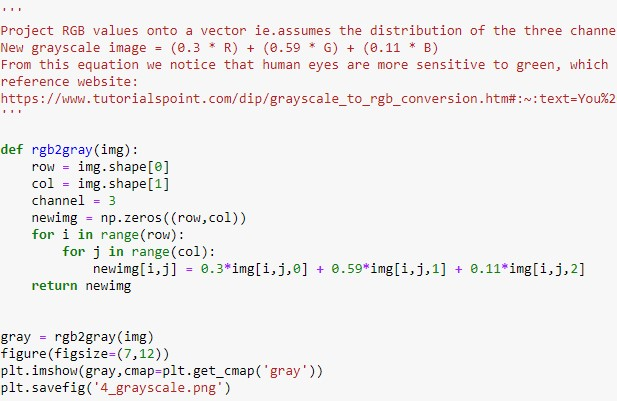 '''
Project RGB values onto a vector ie.assumes the distribution of the three channe
New grayscale image = (0.3 * R) + (0.59 * G) + (0.11 * B)
From this equation we notice that human eyes are more sensitive to green, which
reference website:
https://www.tutorialspoint.com/dip/grayscale_to_rgb_conversion.htm#:~:text=You%2
'''
def rgb2gray(img):
    row = img.shape[0]
    col = img.shape[1]
    channel = 3
    newimg = np.zeros((row,col))
    for i in range(row):
        for j in range(col):
            newimg[i,j] = 0.3*img[i,j,0] + 0.59*img[i,j,1] + 0.11*img[i,j,2]
    return newimg
gray = rgb2gray(img)
figure(figsize=(7,12))
plt.imshow(gray,cmap=plt.get_cmap('gray'))
plt.savefig('4_grayscale.png')